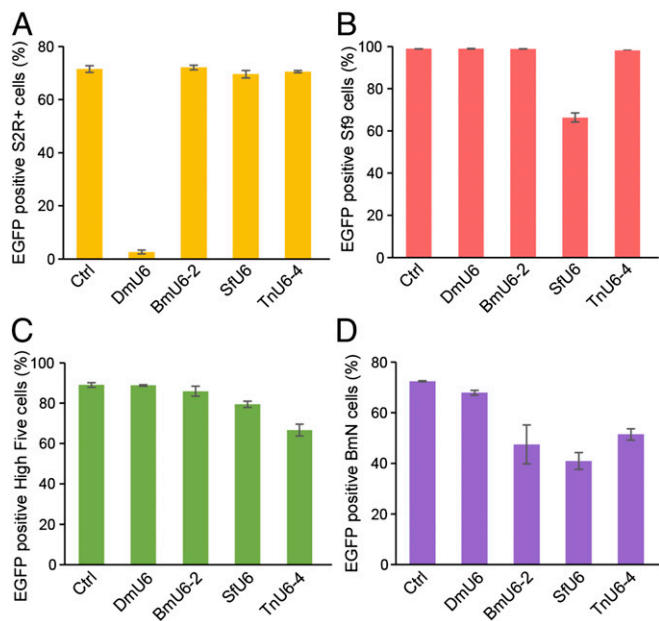 A
EGFP positive S2R+ cells (%)
80
60
40
20
0
Ctrl
DmU6
BmU6-2
SfU6
TnU6-4
B
EGFP positive Sf9 cells (%)
100
80
60
40
20
0
Ctrl
DmU6
BmU6-2
SfU6
TnU6-4
C
EGFP positive High Five cells (%)
100
80
60
40
20
0
Ctrl
DmU6
BmU6-2
SfU6
TnU6-4
D
EGFP positive BmN cells (%)
80
60
40
20
0
Ctrl
DmU6
BmU6-2
SfU6
TnU6-4